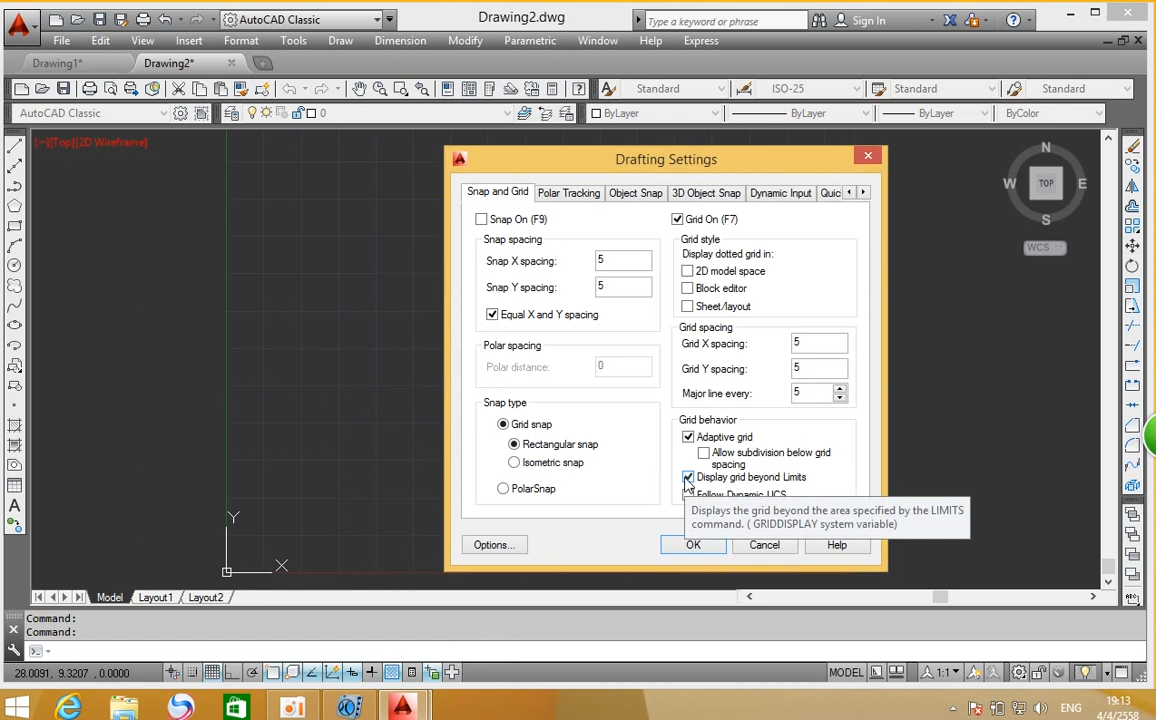 AutoCAD Classic
Drawing2.dwg
Type a keyword or phrase
Sign In
File Edit View Insert Format Tools Draw Dimension Modify Parametric Window Help Express
Drawing1*
Drawing2*
Standard
ISO-25
Standard
Standard
AutoCAD Classic
0
ByLayer
ByLayer
ByLayer
ByColor
[−][Top][2D Wireframe]
N
W
TOP
E
S
WCS
Drafting Settings
Snap and Grid
Polar Tracking
Object Snap
3D Object Snap
Dynamic Input
Quic
Snap On (F9)
Snap spacing
Snap X spacing: 5
Snap Y spacing: 5
Equal X and Y spacing
Polar spacing
Polar distance: 0
Snap type
Grid snap
Rectangular snap
Isometric snap
PolarSnap
Grid On (F7)
Grid style
Display dotted grid in:
2D model space
Block editor
Sheet/layout
Grid spacing
Grid X spacing: 5
Grid Y spacing: 5
Major line every: 5
Grid behavior
Adaptive grid
Allow subdivision below grid
spacing
Display grid beyond Limits
Follow Dynamic UCS
Displays the grid beyond the area specified by the LIMITS
command. ( GRIDDISPLAY system variable)
Options...
OK
Cancel
Help
Y
X
Model
Layout1
Layout2
Command:
Command:
28.0091, 9.3207 ,0.0000
MODEL
1:1
ENG
19:13
4/4/2558